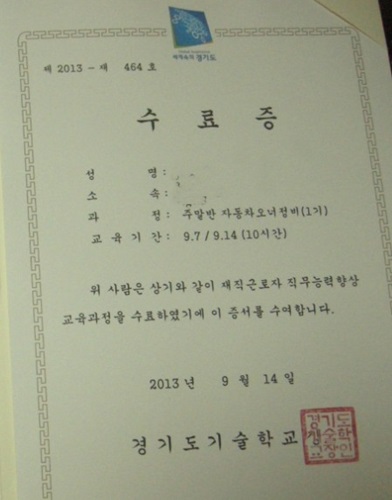 세계속의 경기도
제 2013 - 재 464 호
수 료 증
성 명 :
소 속 :
과 정 : 주말반 자동차오너정비(1기)
교 육 기 간 : 9.7 / 9.14 (10시간)
위 사람은 상기와 같이 재직근로자 직무능력향상
교육과정을 수료하였기에 이 증서를 수여합니다.
2013 년 9 월 14 일
경 기 도 기 술 학 교
경기도
기술학
교장인